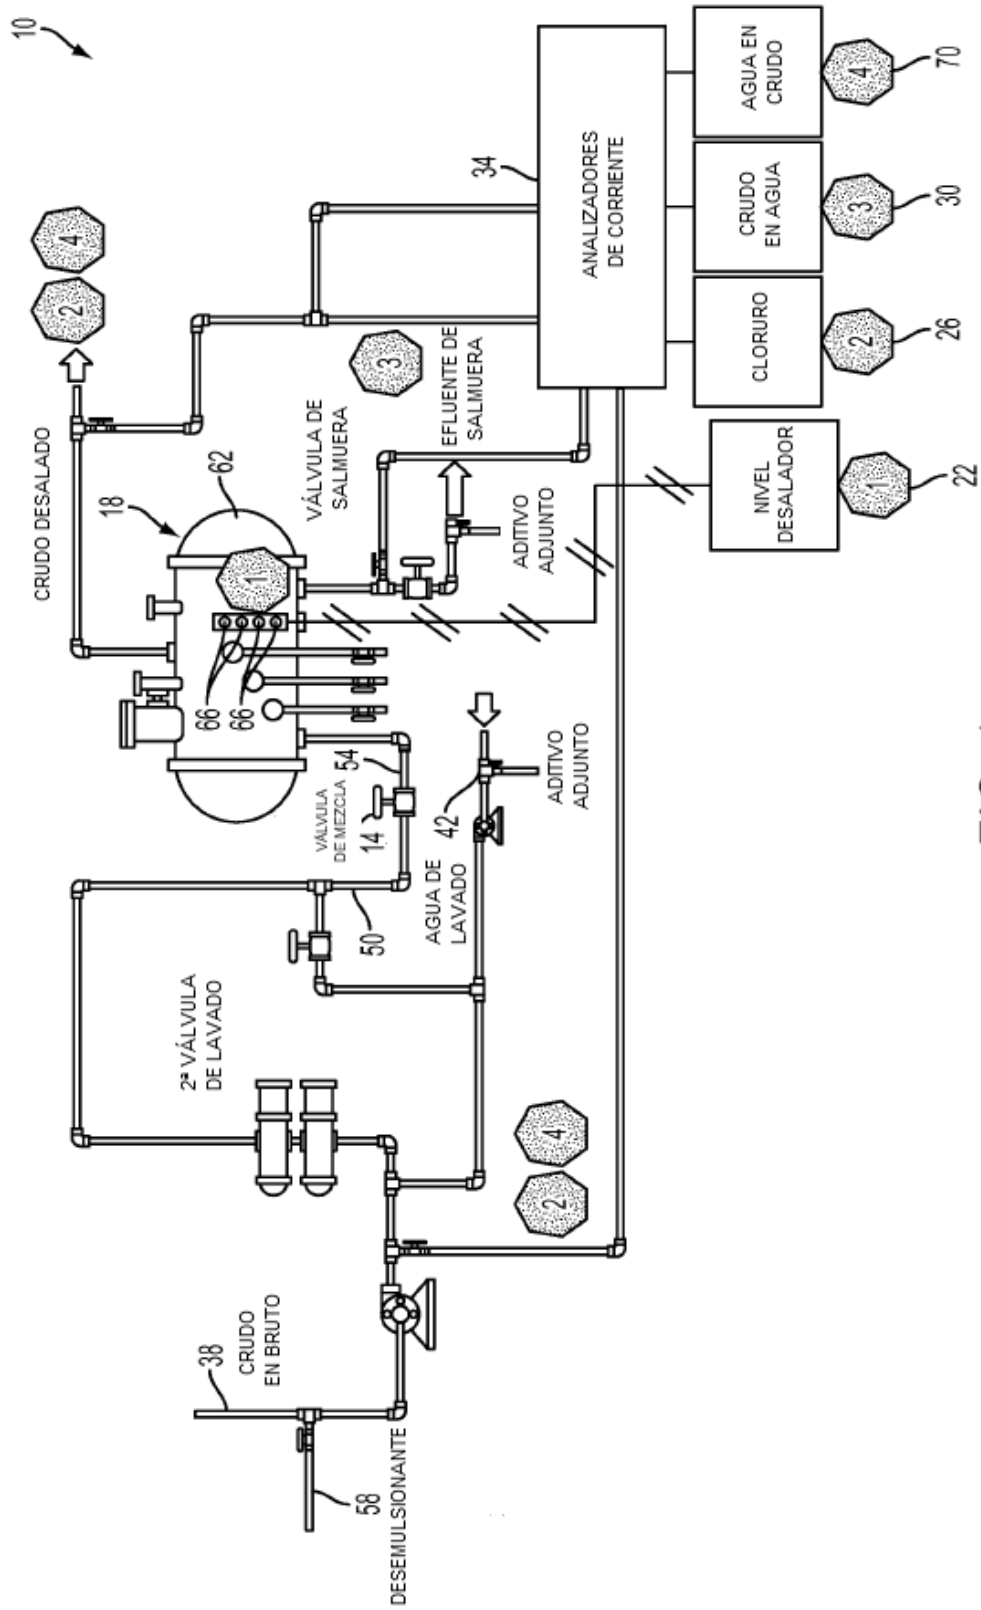 10
CRUDO DESALADO
2
4
18
62
1
66
66
VÁLVULA DE
SALMUERA
3
EFLUENTE DE
SALMUERA
ADITIVO
ADJUNTO
34
ANALIZADORES
DE CORRIENTE
NIVEL
DESALADOR
1
22
CLORURO
2
26
CRUDO
EN AGUA
3
30
AGUA EN
CRUDO
4
70
2ª VÁLVULA
DE LAVADO
VÁLVULA
DE MEZCLA
14
54
50
AGUA DE
LAVADO
42
ADITIVO
ADJUNTO
2
4
38
CRUDO
EN BRUTO
58
DESEMULSIONANTE